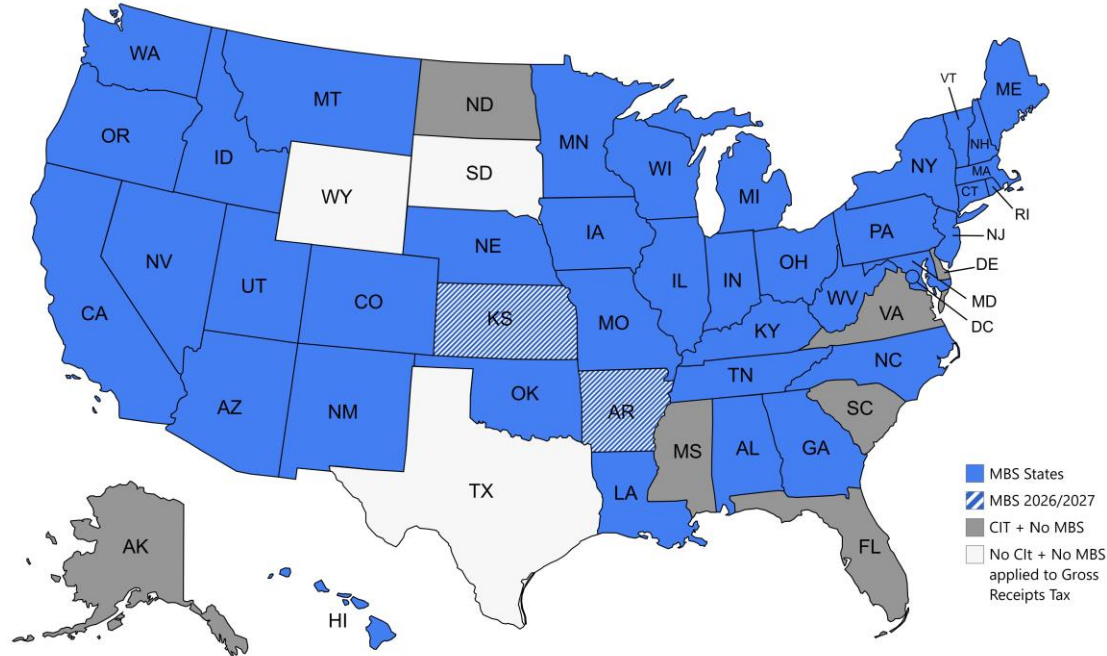 WA
MT
ND
MN
OR
ID
WY
SD
WI
MI
NY
VT
NH
ME
MA
CT
RI
NJ
PA
DE
MD
DC
NV
UT
CO
NE
IA
IL
IN
OH
WV
VA
CA
KS
MO
KY
NC
TN
AZ
NM
OK
AR
SC
MS
AL
GA
TX
LA
FL
AK
HI
MBS States
MBS 2026/2027
CIT + No MBS
No CIt + No MBS
applied to Gross
Receipts Tax